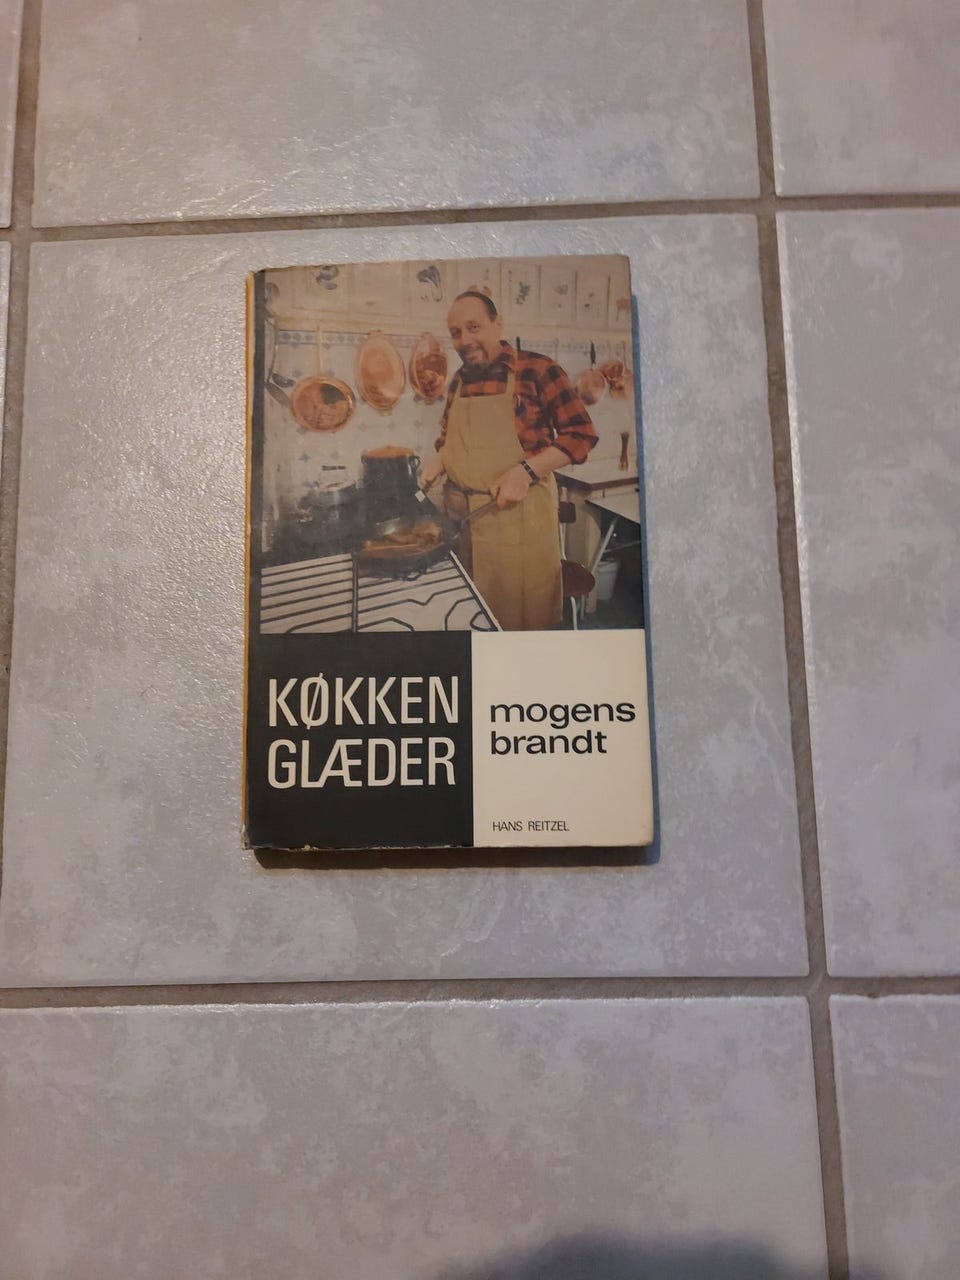 KØKKEN
GLÆDER
mogens
brandt
HANS REITZEL